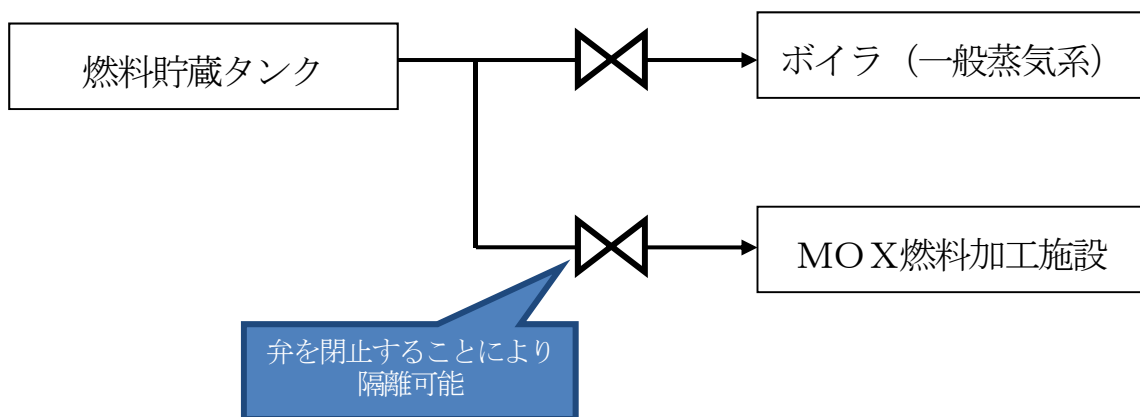 燃料貯蔵タンク
ボイラ（一般蒸気系）
ＭＯＸ燃料加工施設
弁を閉止することにより
隔離可能